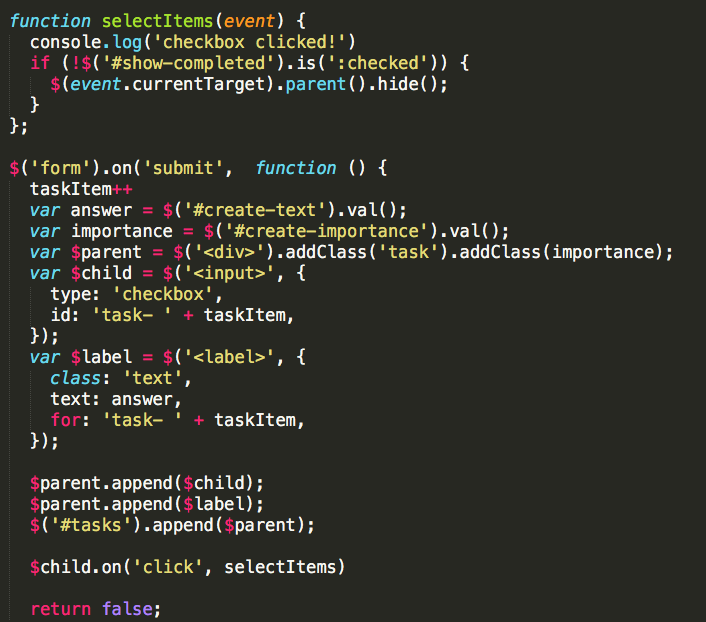 function selectItems(event) {
  console.log('checkbox clicked!')
  if (!$('#show-completed').is(':checked')) {
    $(event.currentTarget).parent().hide();
  }
};

$('form').on('submit',  function () {
  taskItem++
  var answer = $('#create-text').val();
  var importance = $('#create-importance').val();
  var $parent = $('<div>').addClass('task').addClass(importance);
  var $child = $('<input>', {
    type: 'checkbox',
    id: 'task- ' + taskItem,
  });
  var $label = $('<label>', {
    class: 'text',
    text: answer,
    for: 'task- ' + taskItem,
  });

  $parent.append($child);
  $parent.append($label);
  $('#tasks').append($parent);

  $child.on('click', selectItems)

  return false;